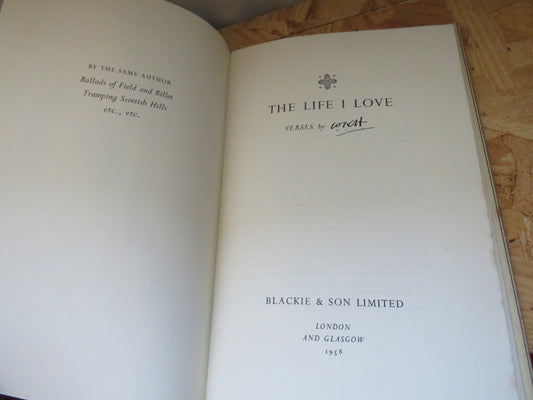 BY THE SAME AUTHOR
Ballads of Field and Billet
Tramping Scottish Hills
etc., etc.
THE LIFE I LOVE
VERSES by
BLACKIE & SON LIMITED
LONDON
AND GLASGOW
1958